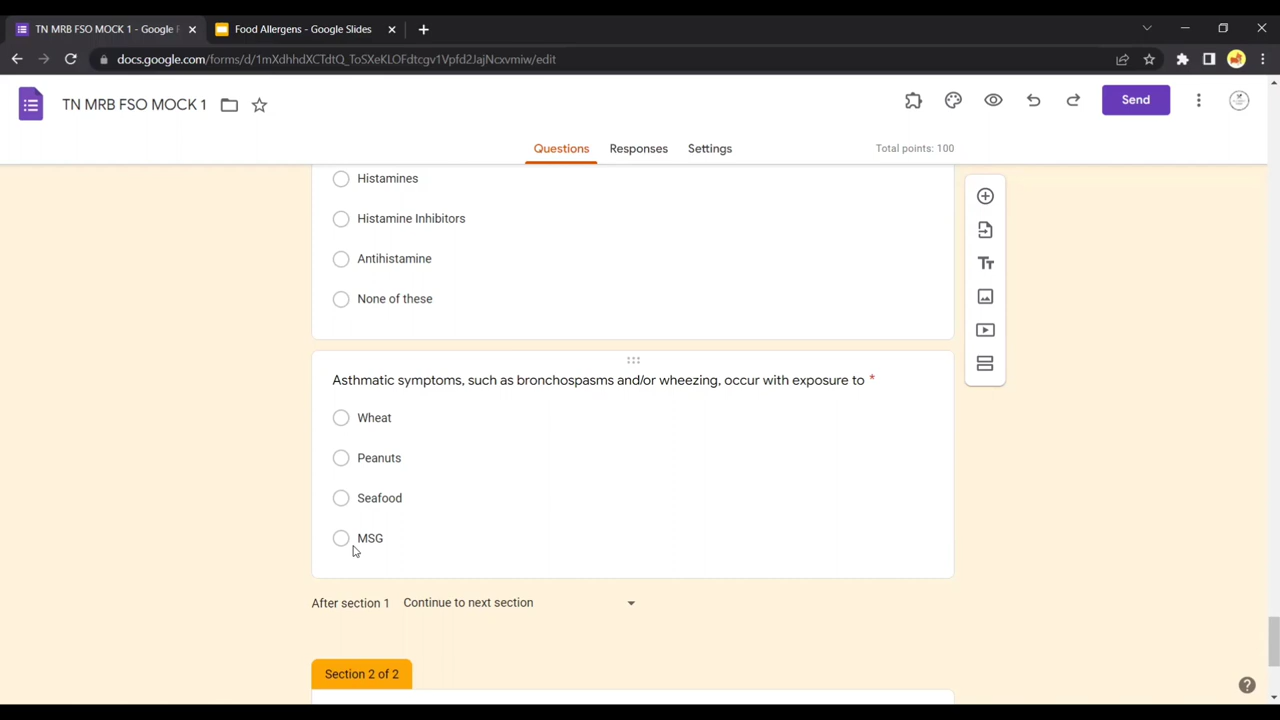 TN MRB FSO MOCK 1 - Google F
Food Allergens - Google Slides
docs.google.com/forms/d/1mXdhhdXCTdtQ_ToSXeKLOFdtcgv1Vpfd2JajNcxvmiw/edit
TN MRB FSO MOCK 1
Send
Questions
Responses
Settings
Total points: 100
Histamines
Histamine Inhibitors
Antihistamine
None of these
Asthmatic symptoms, such as bronchospasms and/or wheezing, occur with exposure to *
Wheat
Peanuts
Seafood
MSG
After section 1 Continue to next section
Section 2 of 2